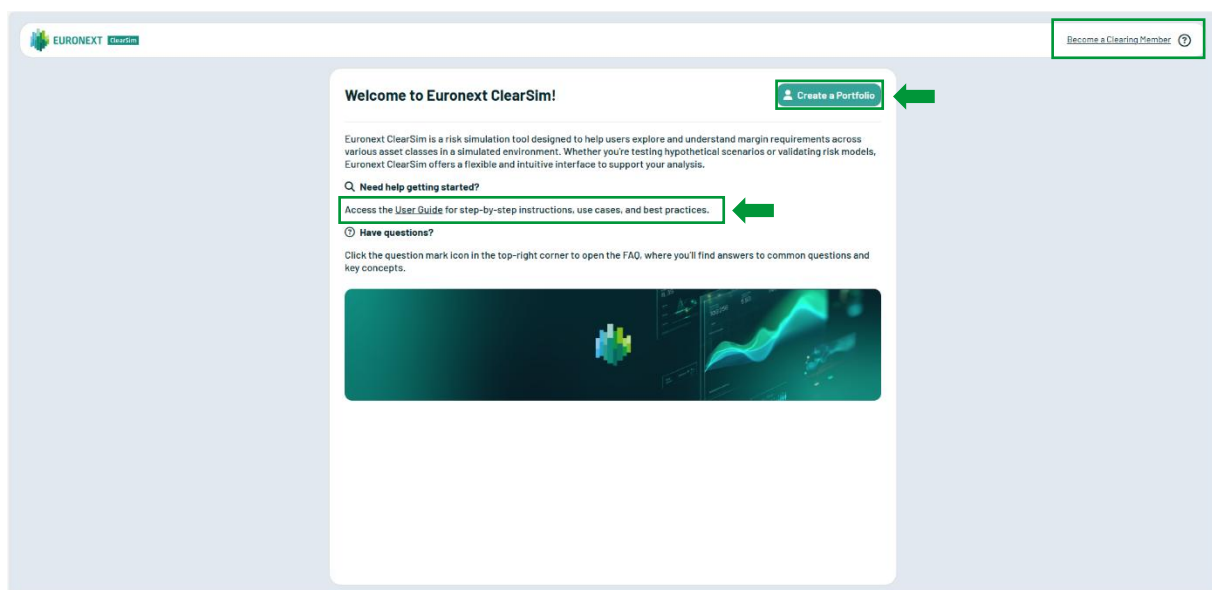 EURONEXT ClearSim
Become a Clearing Member ?
Welcome to Euronext ClearSim!
Create a Portfolio
Euronext ClearSim is a risk simulation tool designed to help users explore and understand margin requirements across
various asset classes in a simulated environment. Whether you're testing hypothetical scenarios or validating risk models,
Euronext ClearSim offers a flexible and intuitive interface to support your analysis.
Need help getting started?
Access the User Guide for step-by-step instructions, use cases, and best practices.
? Have questions?
Click the question mark icon in the top-right corner to open the FAQ, where you'll find answers to common questions and
key concepts.